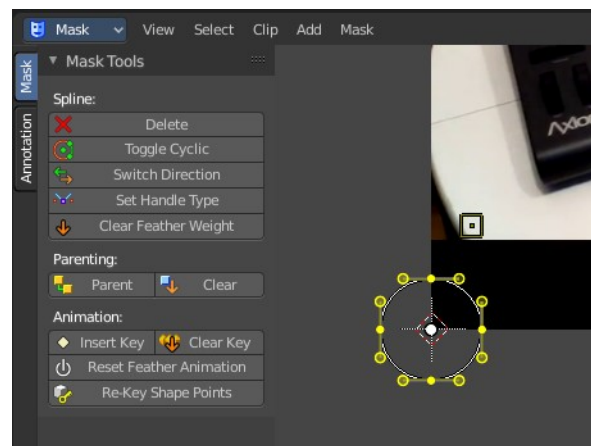 Mask View Select Clip Add Mask
Mask
Annotation
Mask Tools
Spline:
Delete
Toggle Cyclic
Switch Direction
Set Handle Type
Clear Feather Weight
Parenting:
Parent Clear
Animation:
Insert Key Clear Key
Reset Feather Animation
Re-Key Shape Points